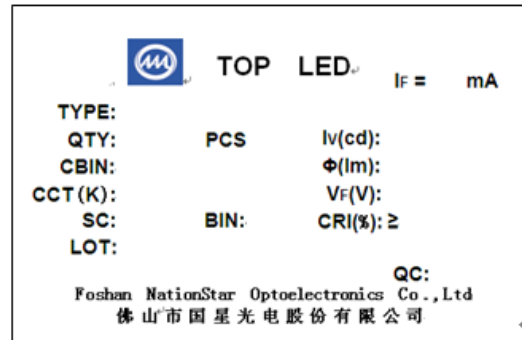 TOP LED
IF = mA
TYPE:
QTY: PCS IV(cd):
CBIN: Φ(lm):
CCT(K): VF(V):
SC: BIN: CRI(%): ≥
LOT:
QC:
Foshan NationStar Optoelectronics Co.,Ltd
佛山市国星光电股份有限公司